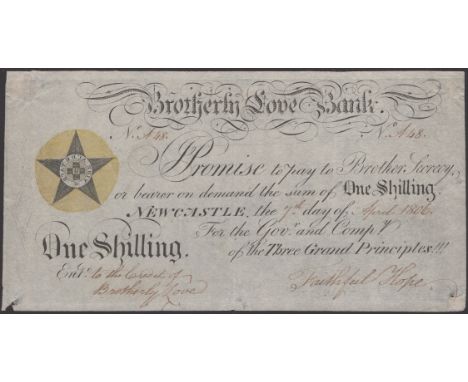 Brotherly Love Bank.
No. A 48. No. A 48.
I Promise to pay to Brother
or bearer on demand the sum of One Shilling.
NEWCASTLE, the 7th day of April 1806.
For the Govr. and Compy.
One Shilling. of the Three Grand Principles!!!
Entd. to the Credit of
Brotherly Love Faithful Hope.